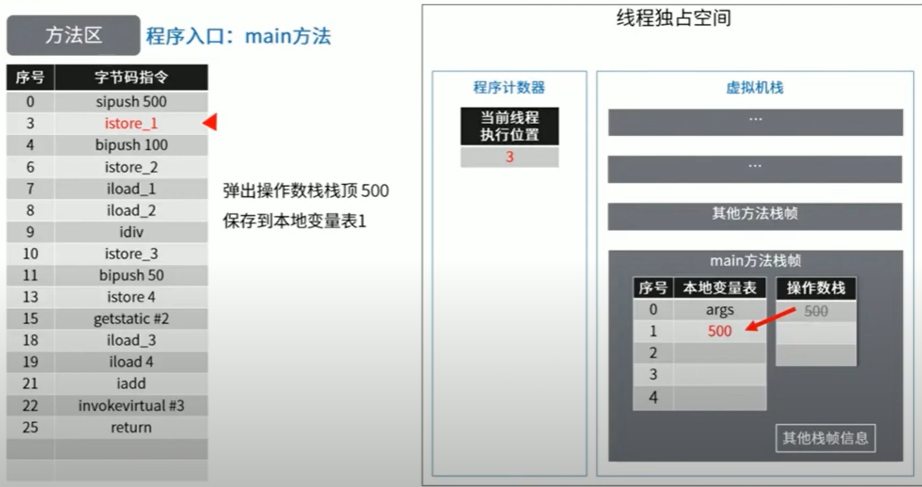 方法区
程序入口：main方法
序号 字节码指令
0 sipush 500
3 istore_1
4 bipush 100
6 istore_2
7 iload_1
8 iload_2
9 idiv
10 istore_3
11 bipush 50
13 istore 4
15 getstatic #2
18 iload_3
19 iload 4
21 iadd
22 invokevirtual #3
25 return
弹出操作数栈栈顶 500
保存到本地变量表1
线程独占空间
程序计数器
当前线程
执行位置
3
虚拟机栈
...
...
其他方法栈帧
main方法栈帧
序号 本地变量表 操作数栈
0 args 500
1 500
2
3
4
其他栈帧信息